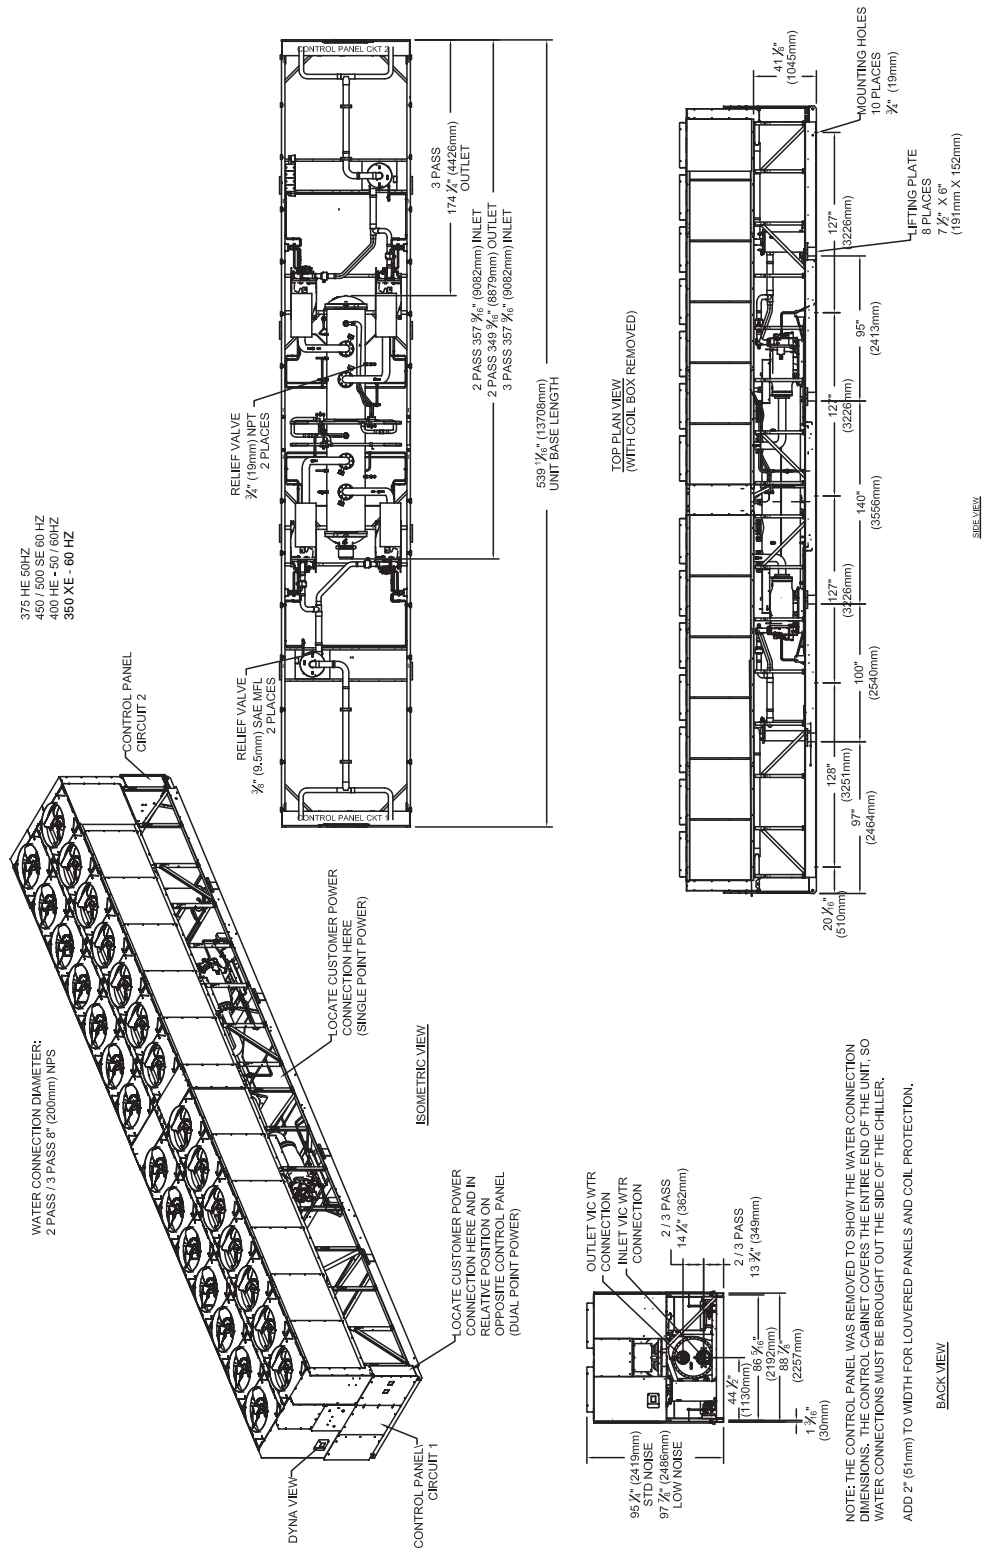 375 HE 50HZ
450 / 500 SE 60 HZ
400 HE - 50 / 60HZ
350 XE - 60 HZ
WATER CONNECTION DIAMETER:
2 PASS / 3 PASS 8" (200mm) NPS
CONTROL PANEL
CIRCUIT 2
LOCATE CUSTOMER POWER
CONNECTION HERE
(SINGLE POINT POWER)
LOCATE CUSTOMER POWER
CONNECTION HERE AND IN
RELATIVE POSITION ON
OPPOSITE CONTROL PANEL
(DUAL POINT POWER)
DYNA VIEW
CONTROL PANEL
CIRCUIT 1
ISOMETRIC VIEW
CONTROL PANEL CKT 1
CONTROL PANEL CKT 2
RELIEF VALVE
3/8" (9.5mm) SAE MFL
2 PLACES
RELIEF VALVE
3/4" (19mm) NPT
2 PLACES
3 PASS
174 1/4" (4426mm)
OUTLET
2 PASS 357 9/16" (9082mm) INLET
2 PASS 349 9/16" (8879mm) OUTLET
3 PASS 357 9/16" (9082mm) INLET
539 11/16" (13708mm)
UNIT BASE LENGTH
TOP PLAN VIEW
(WITH COIL BOX REMOVED)
41 1/8"
(1045mm)
MOUNTING HOLES
10 PLACES
3/4" (19mm)
LIFTING PLATE
8 PLACES
7 1/2" X 6"
(191mm X 152mm)
20 1/16"
(510mm)
128"
(3251mm)
127"
(3226mm)
127"
(3226mm)
127"
(3226mm)
97"
(2464mm)
100"
(2540mm)
140"
(3556mm)
95"
(2413mm)
SIDE VIEW
OUTLET VIC WTR
CONNECTION
INLET VIC WTR
CONNECTION
2 / 3 PASS
14 1/4" (362mm)
2 / 3 PASS
13 3/4" (349mm)
95 1/4" (2419mm)
STD NOISE
97 7/8" (2486mm)
LOW NOISE
44 1/2"
(1130mm)
86 5/16"
(2192mm)
88 7/8"
(2257mm)
1 3/16"
(30mm)
NOTE: THE CONTROL PANEL WAS REMOVED TO SHOW THE WATER CONNECTION
DIMENSIONS. THE CONTROL CABINET COVERS THE ENTIRE END OF THE UNIT, SO
WATER CONNECTIONS MUST BE BROUGHT OUT THE SIDE OF THE CHILLER.
ADD 2" (51mm) TO WIDTH FOR LOUVERED PANELS AND COIL PROTECTION.
BACK VIEW